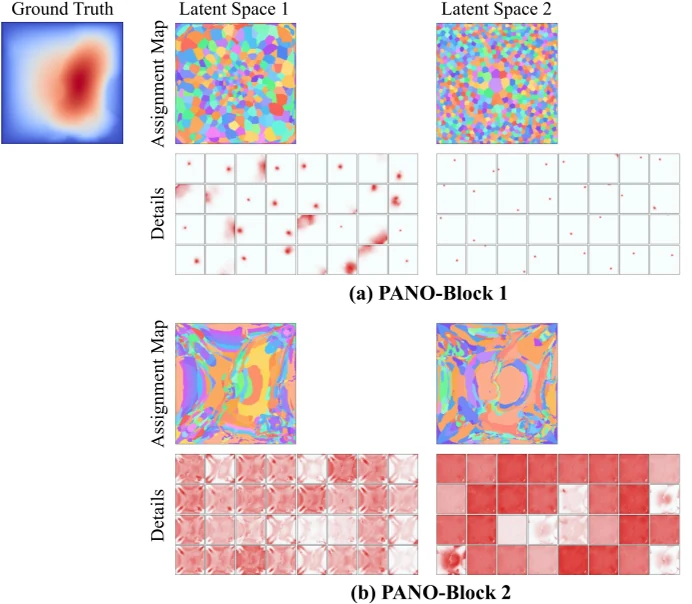 Ground Truth
Latent Space 1
Latent Space 2
Assignment Map
Details
(a) PANO-Block 1
Assignment Map
Details
(b) PANO-Block 2